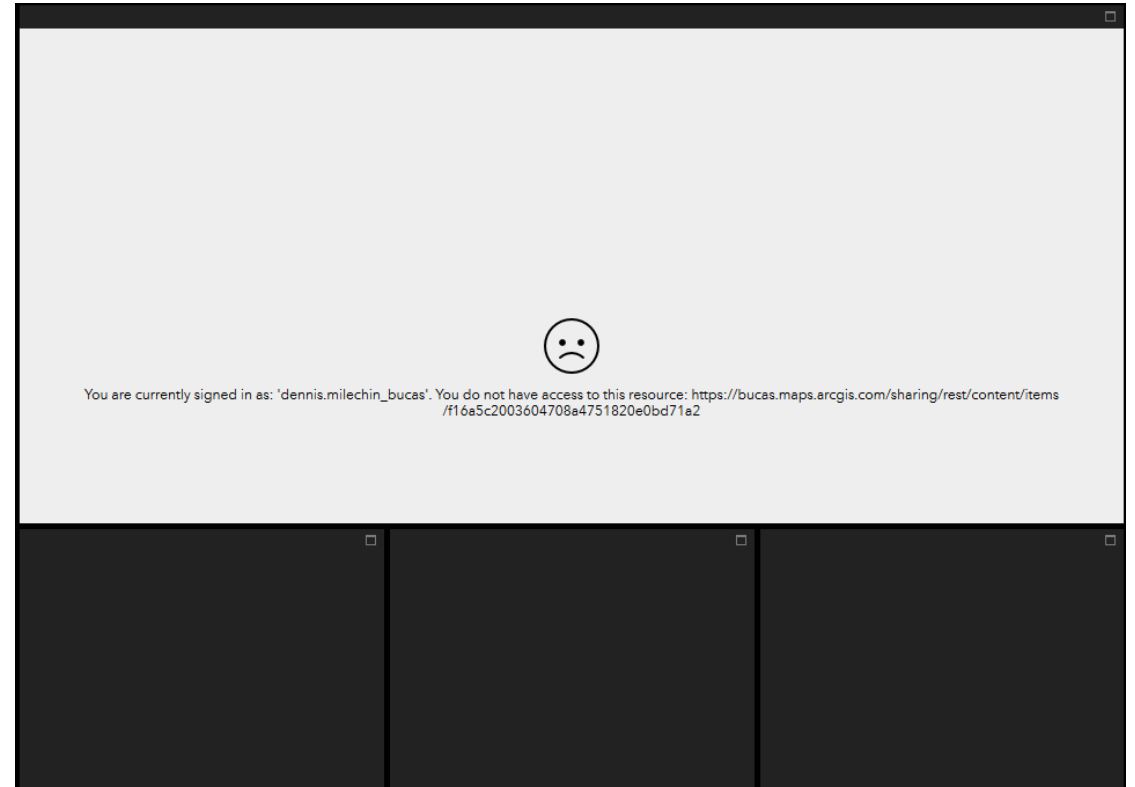 You are currently signed in as: 'dennis.milechin_bucas'. You do not have access to this resource: https://bucas.maps.arcgis.com/sharing/rest/content/items
/f16a5c2003604708a4751820e0bd71a2